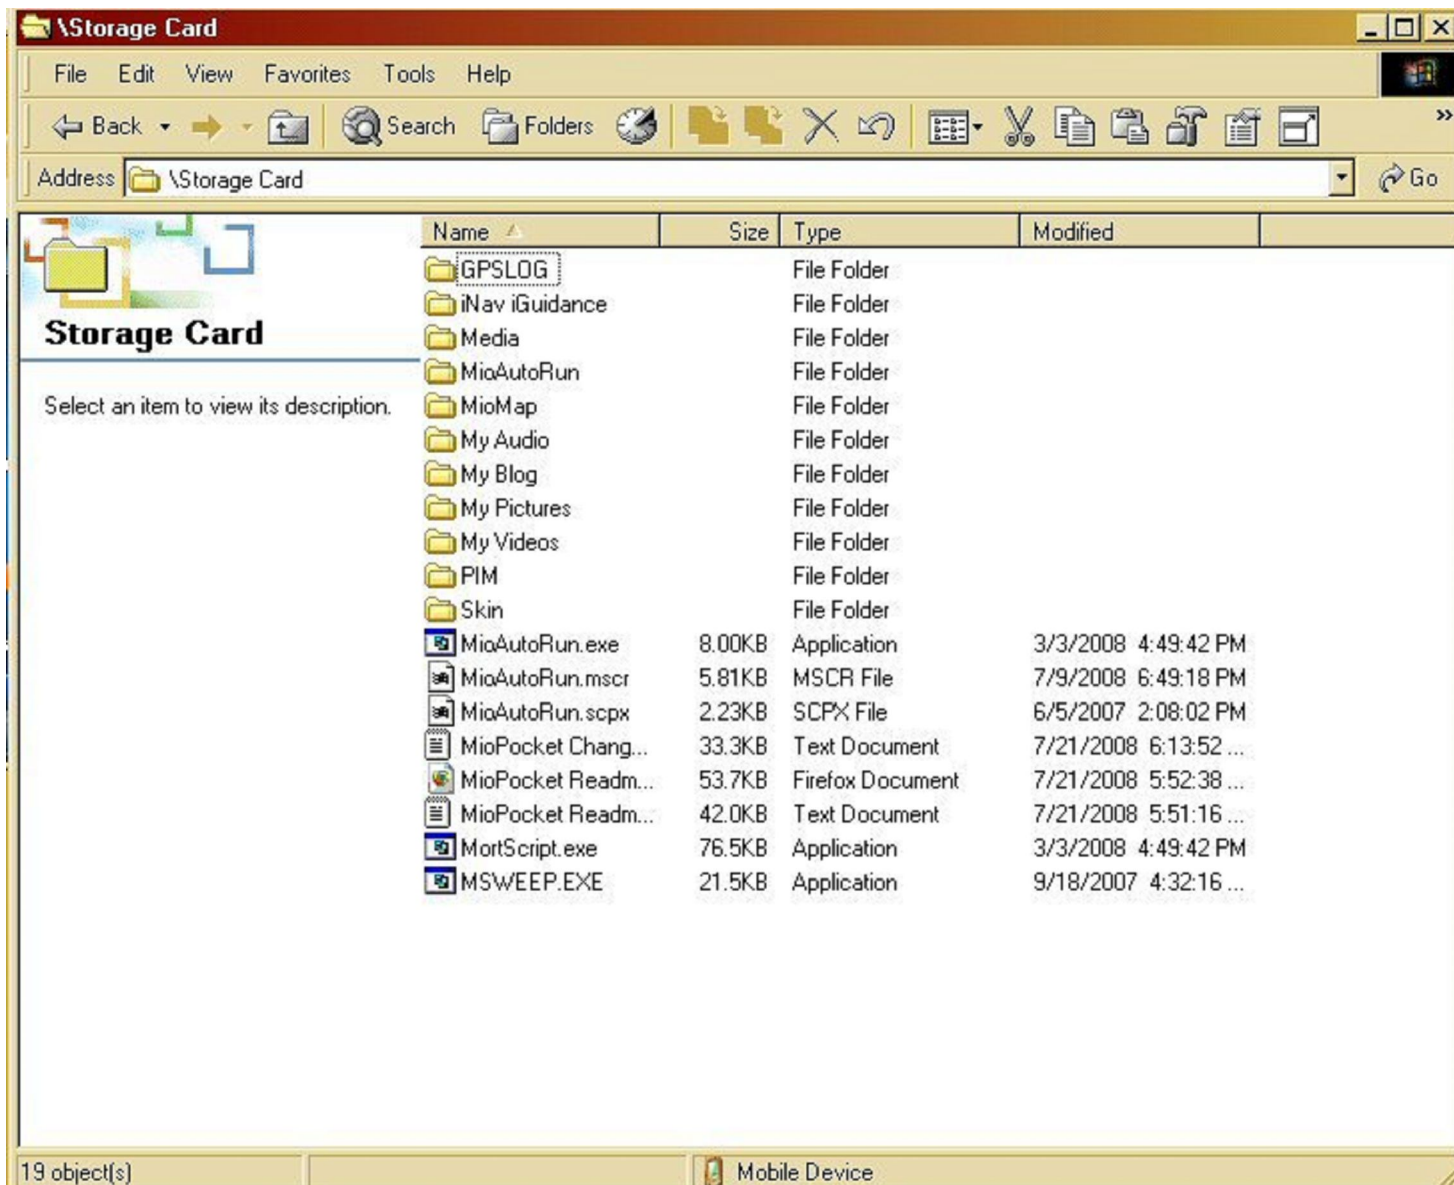 \Storage Card
File Edit View Favorites Tools Help
Back Search Folders »
Address \Storage Card Go
Name Size Type Modified
Storage Card
Select an item to view its description.
GPSLOG File Folder
iNav iGuidance File Folder
Media File Folder
MioAutoRun File Folder
MioMap File Folder
My Audio File Folder
My Blog File Folder
My Pictures File Folder
My Videos File Folder
PIM File Folder
Skin File Folder
MioAutoRun.exe 8.00KB Application 3/3/2008 4:49:42 PM
MioAutoRun.mscr 5.81KB MSCR File 7/9/2008 6:49:18 PM
MioAutoRun.scpx 2.23KB SCPX File 6/5/2007 2:08:02 PM
MioPocket Chang... 33.3KB Text Document 7/21/2008 6:13:52 ...
MioPocket Readm... 53.7KB Firefox Document 7/21/2008 5:52:38 ...
MioPocket Readm... 42.0KB Text Document 7/21/2008 5:51:16 ...
MortScript.exe 76.5KB Application 3/3/2008 4:49:42 PM
MSWEEP.EXE 21.5KB Application 9/18/2007 4:32:16 ...
19 object(s) Mobile Device